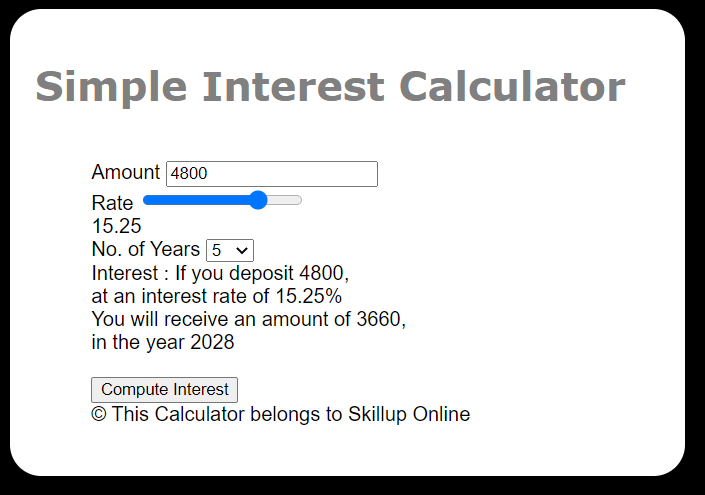 Simple Interest Calculator
Amount 4800
Rate
15.25
No. of Years 5
Interest : If you deposit 4800,
at an interest rate of 15.25%
You will receive an amount of 3660,
in the year 2028
Compute Interest
© This Calculator belongs to Skillup Online